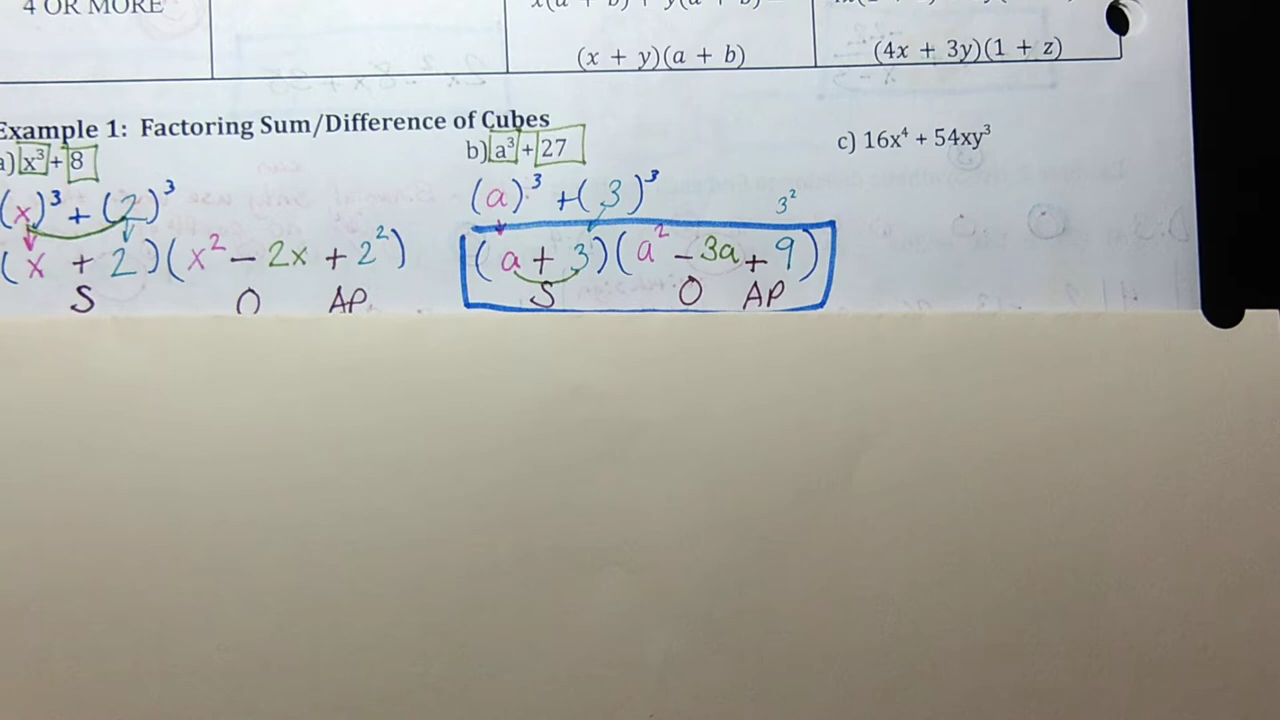 4 OR MORE
(x + y)(a + b)
(4x + 3y)(1 + z)
Example 1: Factoring Sum/Difference of Cubes
a) x³ + 8
(x)³ + (2)³
(x + 2)(x² - 2x + 2²)
S O AP
b) a³ + 27
(a)³ + (3)³
3²
(a + 3)(a² - 3a + 9)
S O AP
c) 16x⁴ + 54xy³